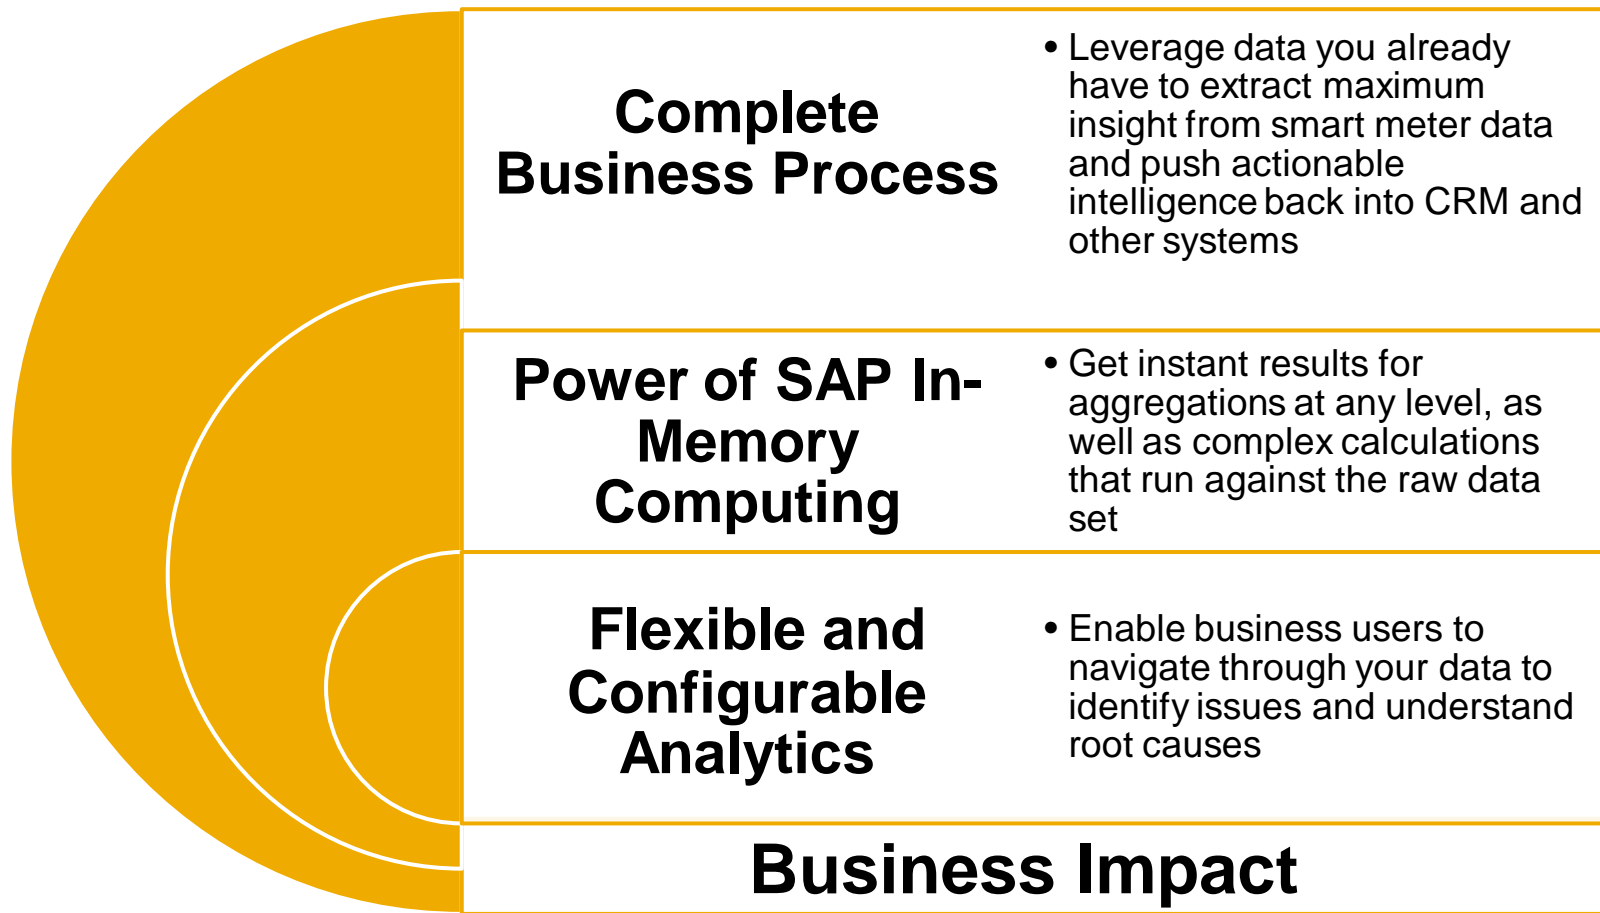 Complete
Business Process
• Leverage data you already
have to extract maximum
insight from smart meter data
and push actionable
intelligence back into CRM and
other systems
Power of SAP In-
Memory
Computing
• Get instant results for
aggregations at any level, as
well as complex calculations
that run against the raw data
set
Flexible and
Configurable
Analytics
• Enable business users to
navigate through your data to
identify issues and understand
root causes
Business Impact